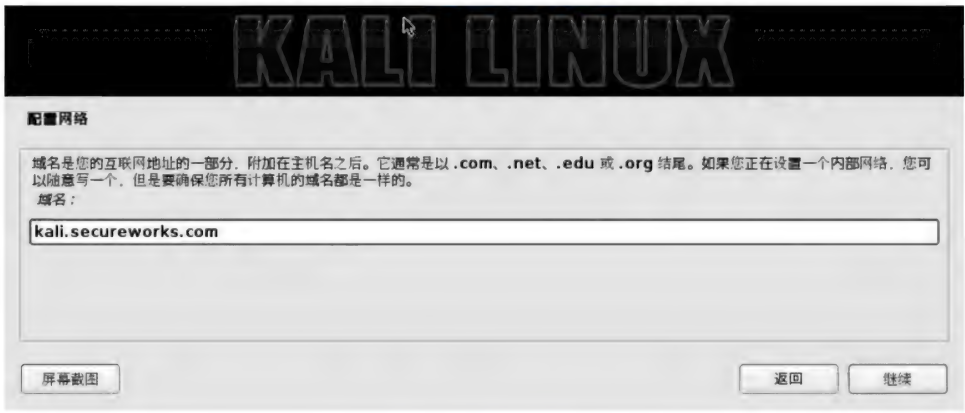 KALI LINUX
配置网络
域名是您的互联网地址的一部分，附加在主机名之后。它通常是以 .com、.net、.edu 或 .org 结尾。如果您正在设置一个内部网络，您可
以随意写一个，但是要确保您所有计算机的域名都是一样的。
域名：
kali.secureworks.com
屏幕截图
返回
继续